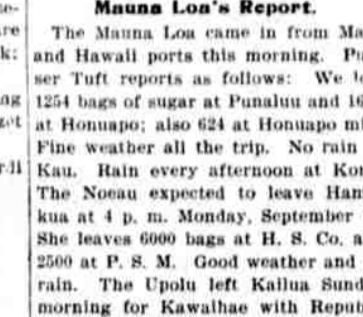 Mauna Loa's Report.
The Mauna Loa came in from Ma
and Hawaii ports this morning. Pu
ser Tuft reports as follows: We le
1254 bags of sugar at Punaluu and 16
at Honuapo; also 624 at Honuapo mi
Fine weather all the trip. No rain
Kau. Rain every afternoon at Kon
The Noeau expected to leave Ham
kua at 4 p. m. Monday, September
She leaves 6000 bags at H. S. Co. a
2500 at P. S. M. Good weather and
rain. The Upolu left Kailua Sund
morning for Kawaihae with Repub